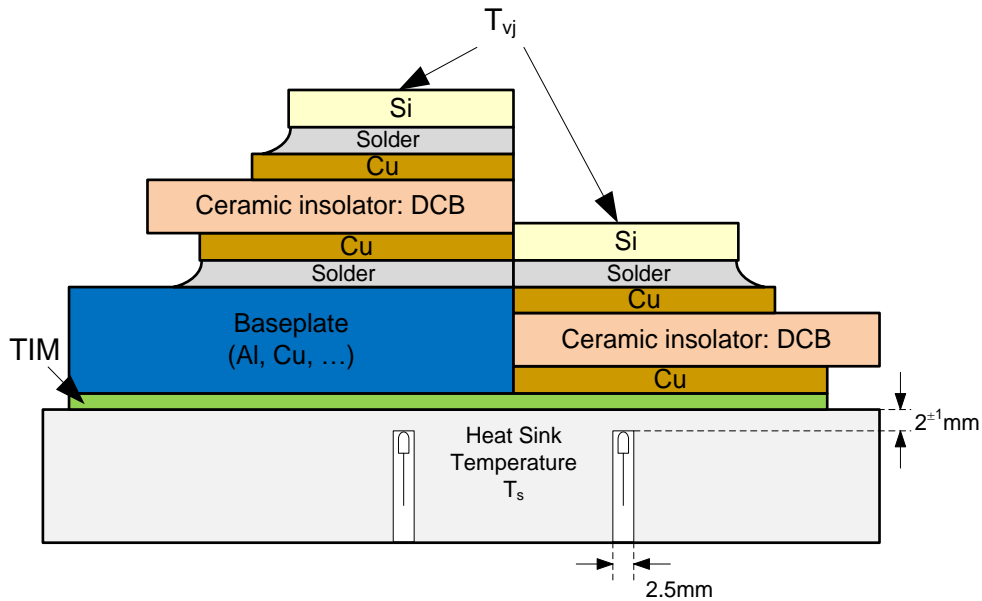 Tvj
Si
Solder
Cu
Ceramic insolator: DCB
Cu
Solder
Baseplate
(Al, Cu, …)
Si
Solder
Cu
Ceramic insolator: DCB
Cu
TIM
2±1mm
Heat Sink
Temperature
Ts
2.5mm